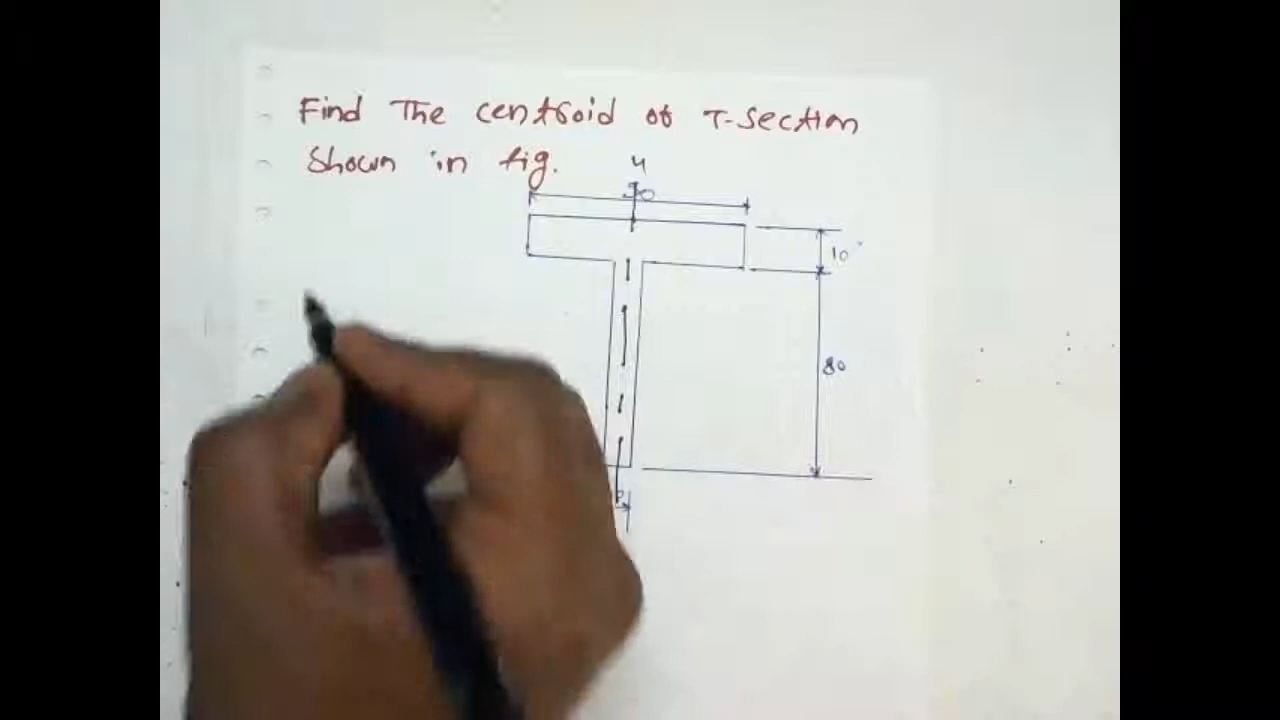 Find The centroid of T-section
Shown in fig.
y
10
80